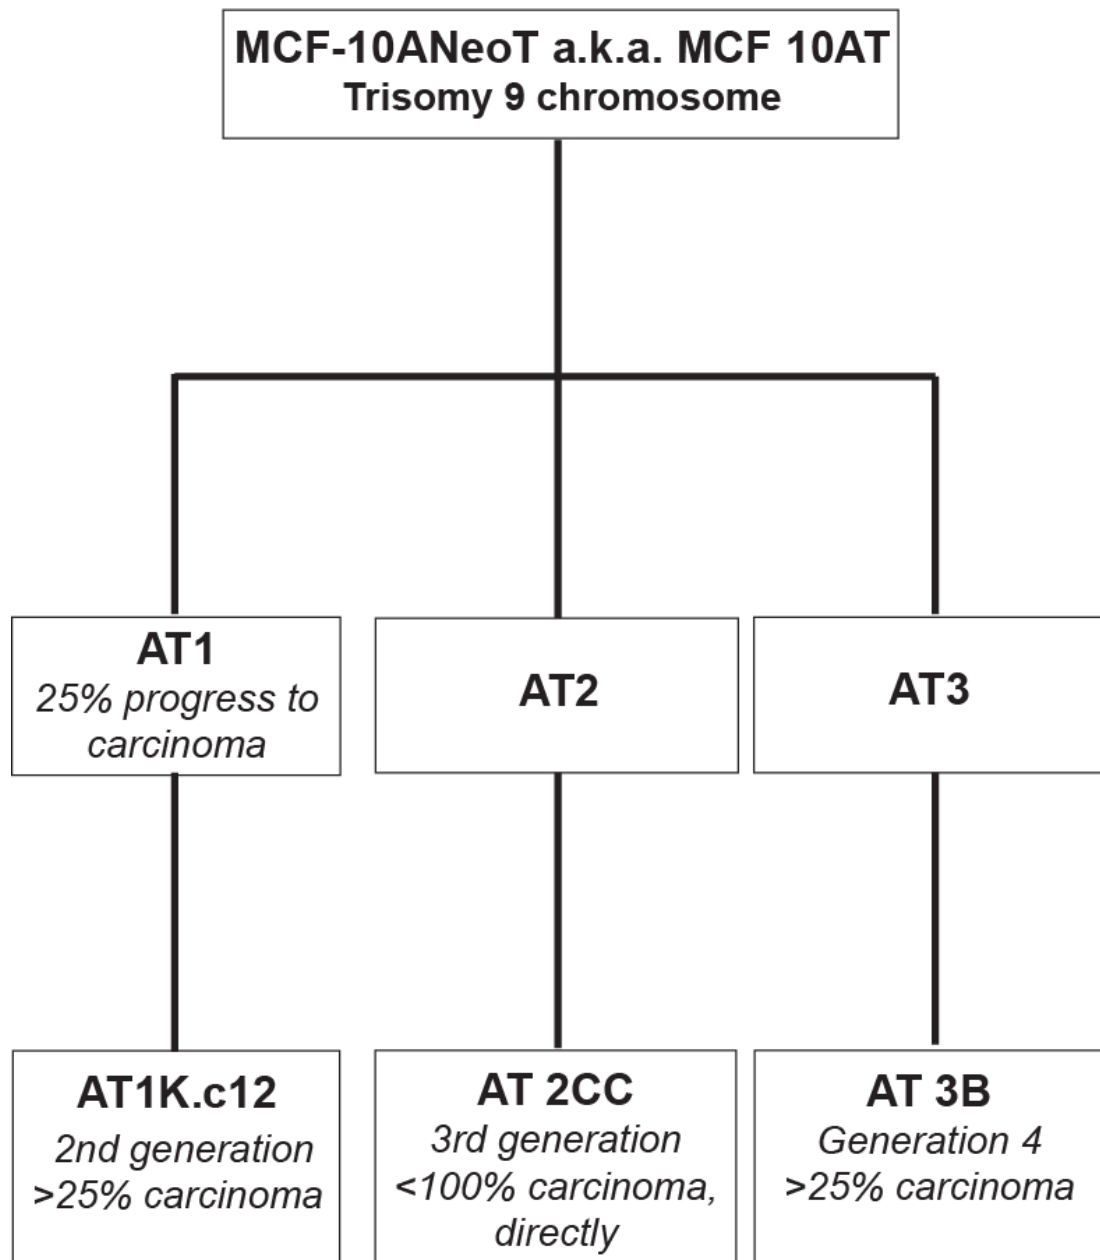 MCF-10ANeoT a.k.a. MCF 10AT
Trisomy 9 chromosome
AT1
25% progress to
carcinoma
AT2
AT3
AT1K.c12
2nd generation
>25% carcinoma
AT 2CC
3rd generation
<100% carcinoma,
directly
AT 3B
Generation 4
>25% carcinoma